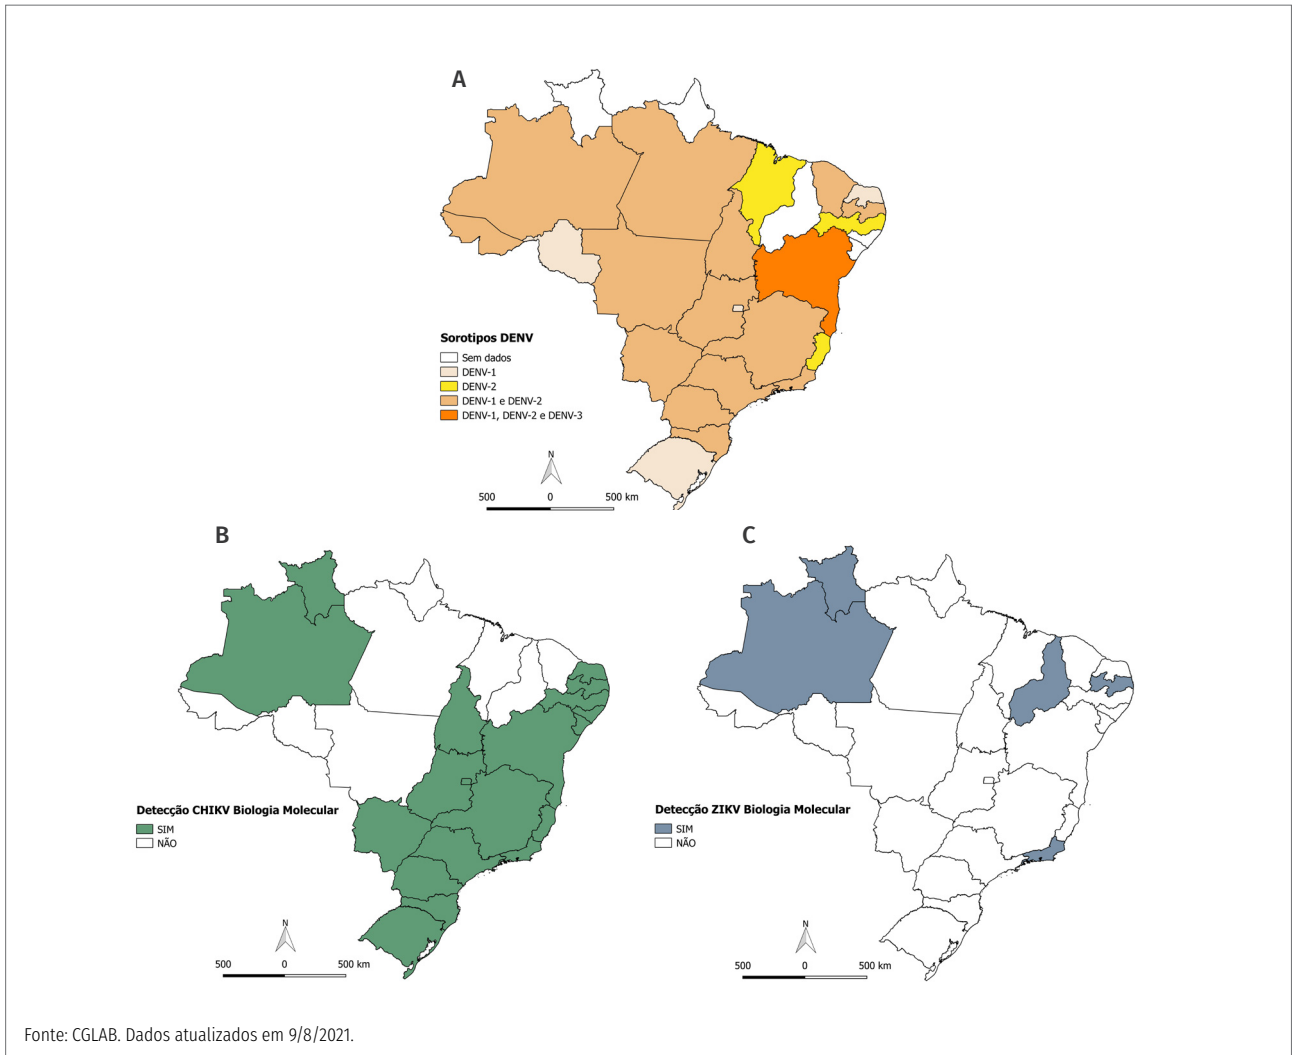 A
Sorotipos DENV
Sem dados
DENV-1
DENV-2
DENV-1 e DENV-2
DENV-1, DENV-2 e DENV-3
N
500 0 500 km
B
Detecção CHIKV Biologia Molecular
SIM
NÃO
N
500 0 500 km
C
Detecção ZIKV Biologia Molecular
SIM
NÃO
N
500 0 500 km
Fonte: CGLAB. Dados atualizados em 9/8/2021.